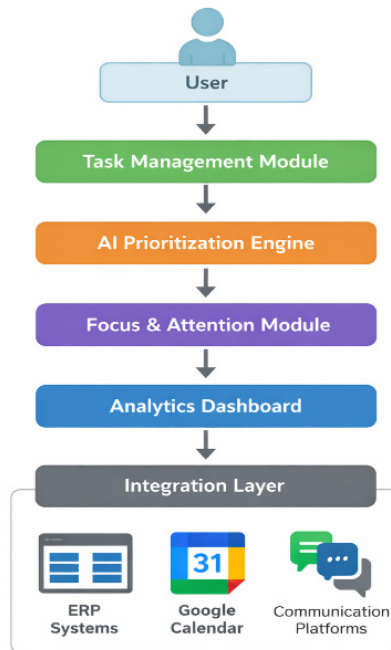 User
Task Management Module
AI Prioritization Engine
Focus & Attention Module
Analytics Dashboard
Integration Layer
31
ERP
Systems
Google
Calendar
Communication
Platforms